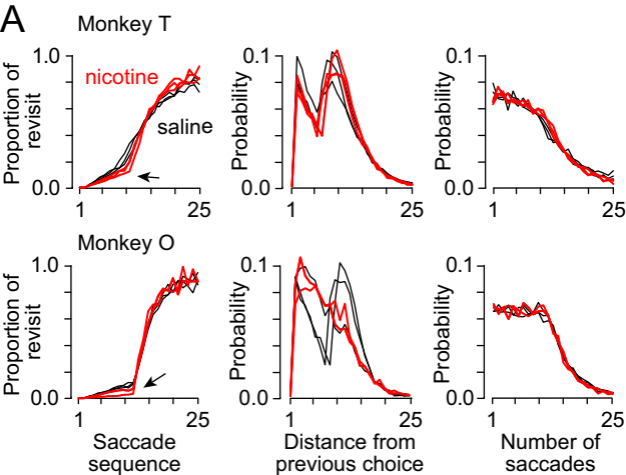 A
Monkey T
Proportion of
revisit
1.0
0.0
nicotine
saline
1
25
Probability
0.1
0.0
1
25
Probability
0.1
0.0
1
25
Monkey O
Proportion of
revisit
1.0
0.0
1
25
Saccade
sequence
Probability
0.1
0.0
1
25
Distance from
previous choice
Probability
0.1
0.0
1
25
Number of
saccades